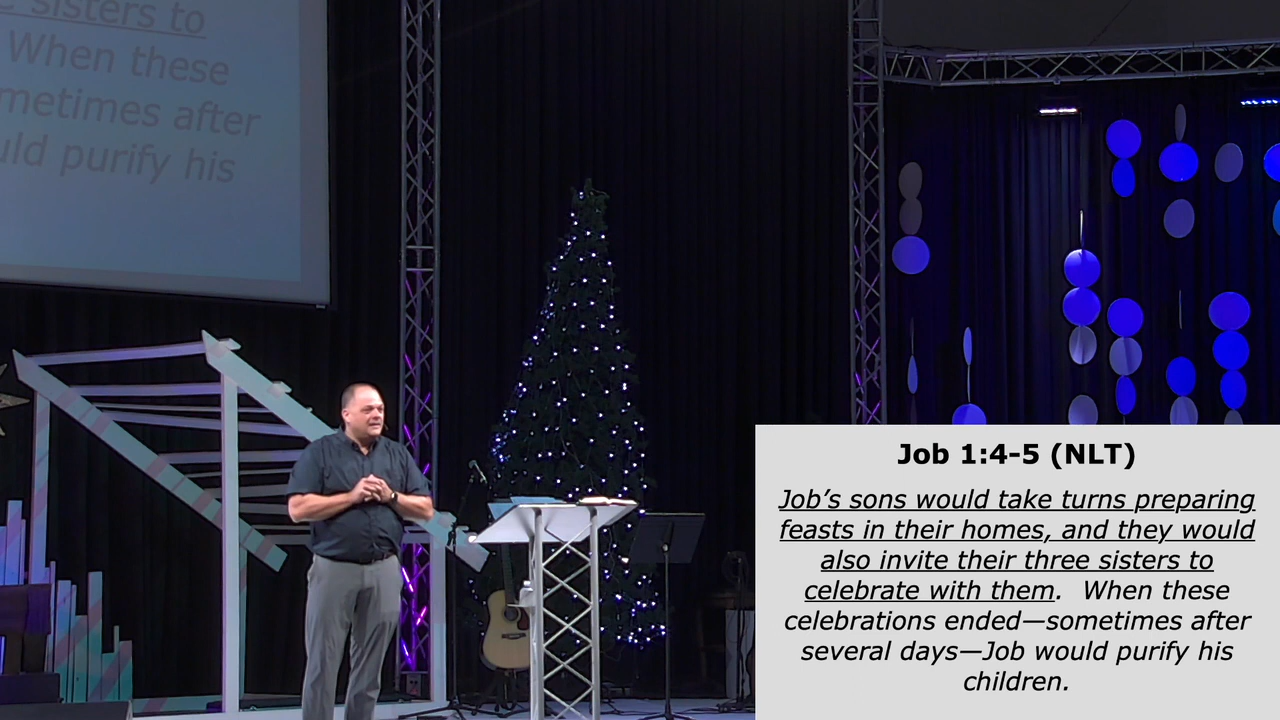 sisters to
When these
metimes after
uld purify his
Job 1:4-5 (NLT)
Job’s sons would take turns preparing
feasts in their homes, and they would
also invite their three sisters to
celebrate with them.  When these
celebrations ended—sometimes after
several days—Job would purify his
children.